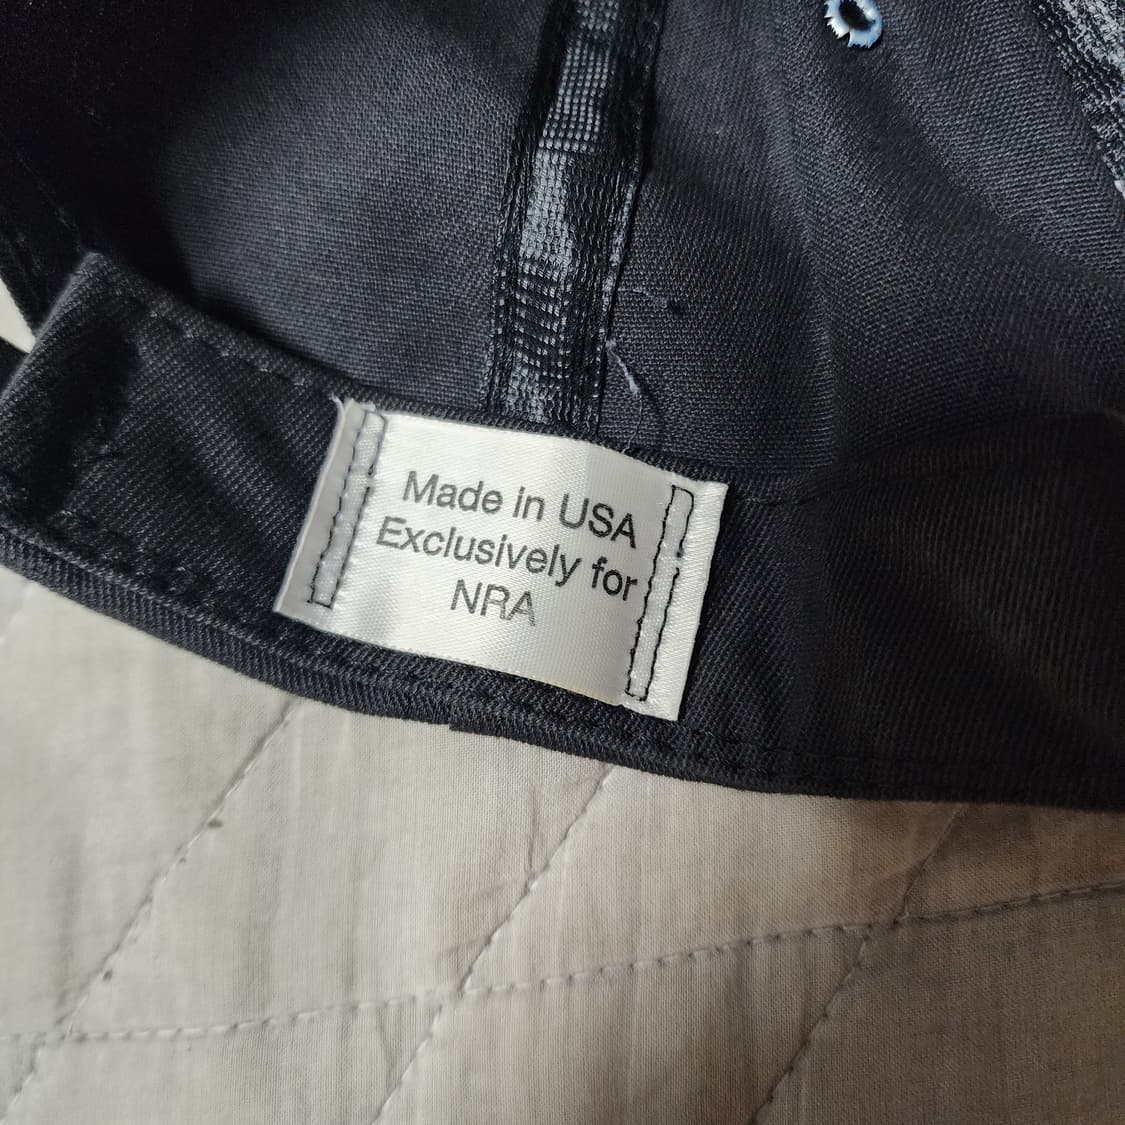 Made in USA
Exclusively for
NRA